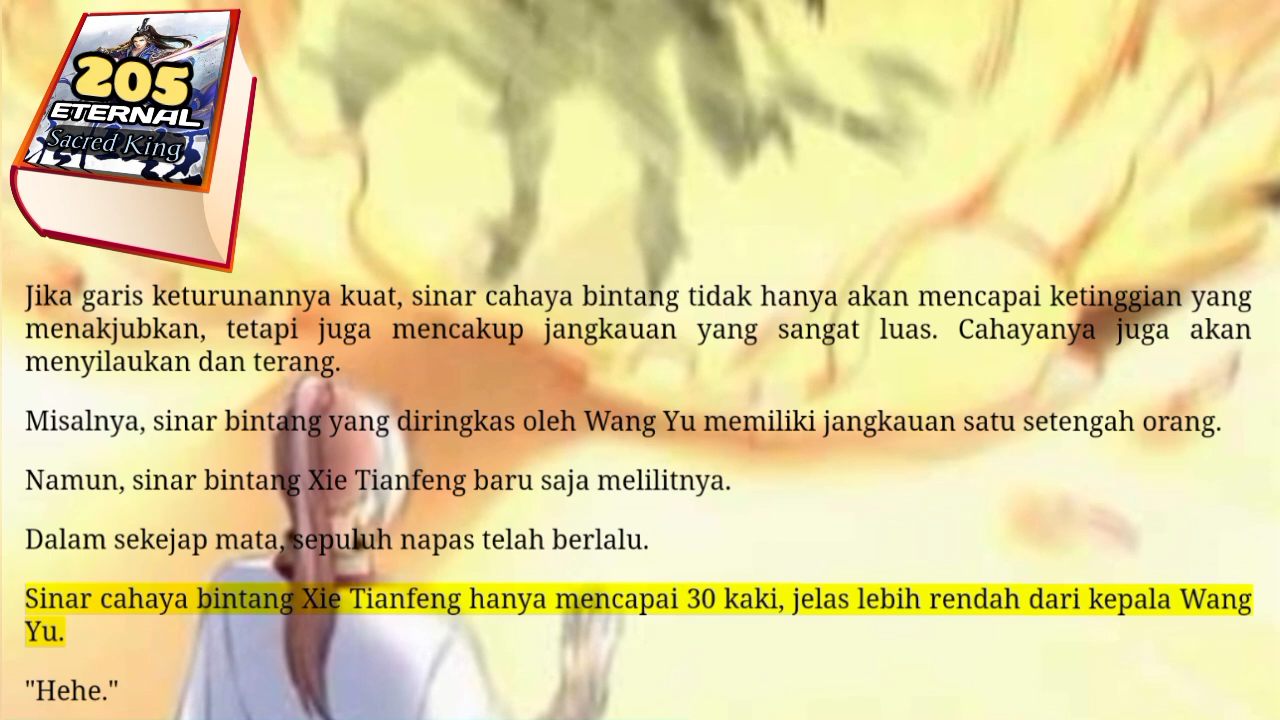 205
ETERNAL
Sacred King
Jika garis keturunannya kuat, sinar cahaya bintang tidak hanya akan mencapai ketinggian yang
menakjubkan, tetapi juga mencakup jangkauan yang sangat luas. Cahayanya juga akan
menyilaukan dan terang.
Misalnya, sinar bintang yang diringkas oleh Wang Yu memiliki jangkauan satu setengah orang.
Namun, sinar bintang Xie Tianfeng baru saja melilitnya.
Dalam sekejap mata, sepuluh napas telah berlalu.
Sinar cahaya bintang Xie Tianfeng hanya mencapai 30 kaki, jelas lebih rendah dari kepala Wang
Yu.
"Hehe."